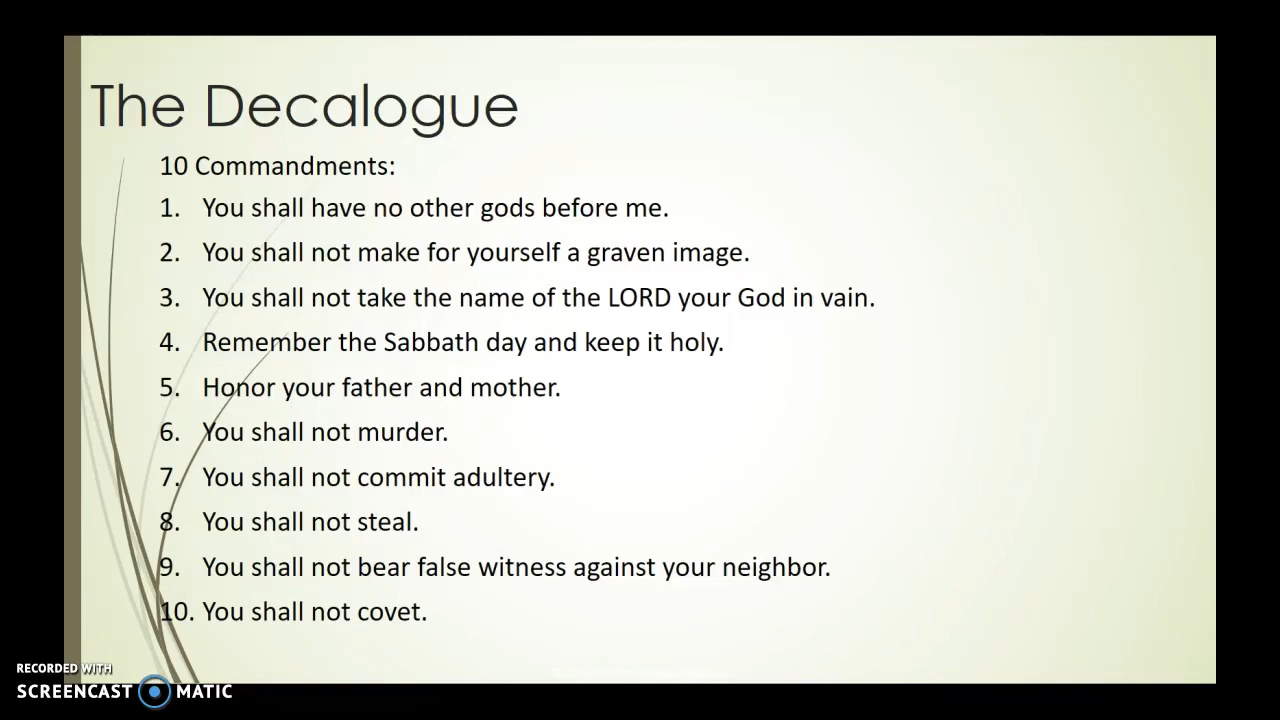 The Decalogue
10 Commandments:
1. You shall have no other gods before me.
2. You shall not make for yourself a graven image.
3. You shall not take the name of the LORD your God in vain.
4. Remember the Sabbath day and keep it holy.
5. Honor your father and mother.
6. You shall not murder.
7. You shall not commit adultery.
8. You shall not steal.
9. You shall not bear false witness against your neighbor.
10. You shall not covet.
RECORDED WITH
SCREENCAST MATIC